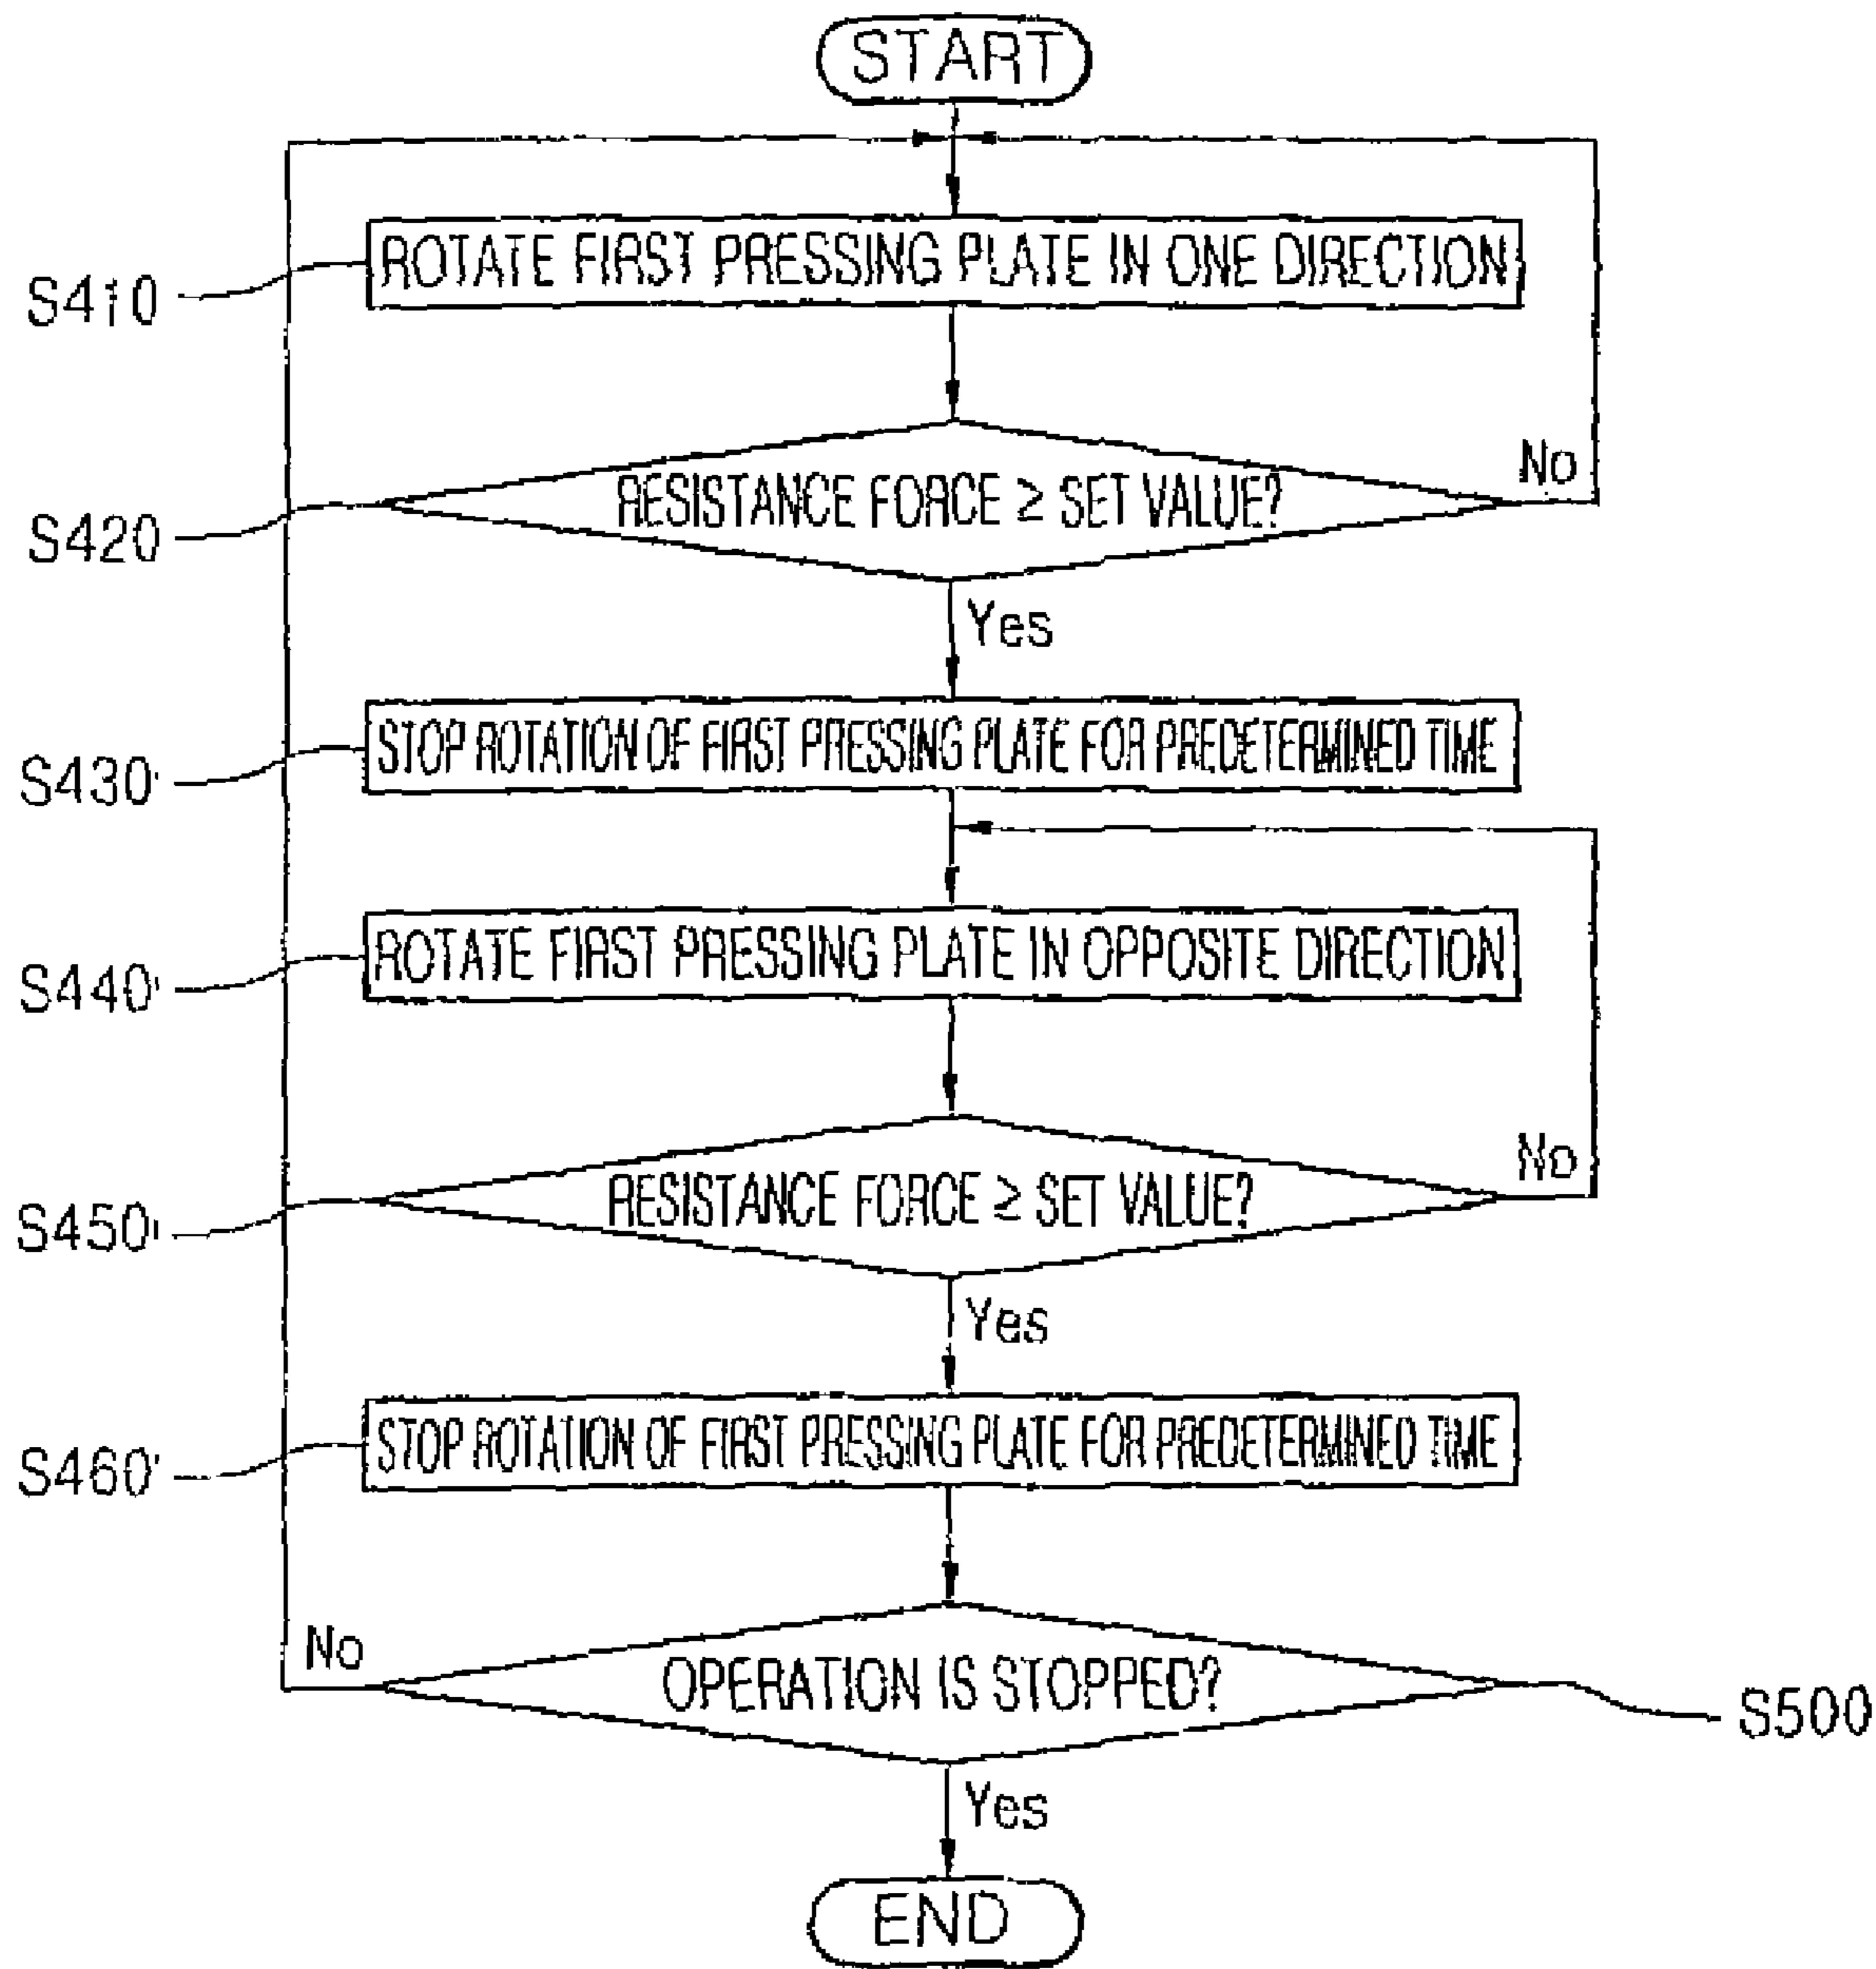 START
ROTATE FIRST PRESSING PLATE IN ONE DIRECTION
S410
RESISTANCE FORCE ≥ SET VALUE?
No
S420
Yes
STOP ROTATION OF FIRST PRESSING PLATE FOR PREDETERMINED TIME
S430'
ROTATE FIRST PRESSING PLATE IN OPPOSITE DIRECTION
S440'
RESISTANCE FORCE ≥ SET VALUE?
No
S450'
Yes
STOP ROTATION OF FIRST PRESSING PLATE FOR PREDETERMINED TIME
S460'
No
OPERATION IS STOPPED?
S500
Yes
END